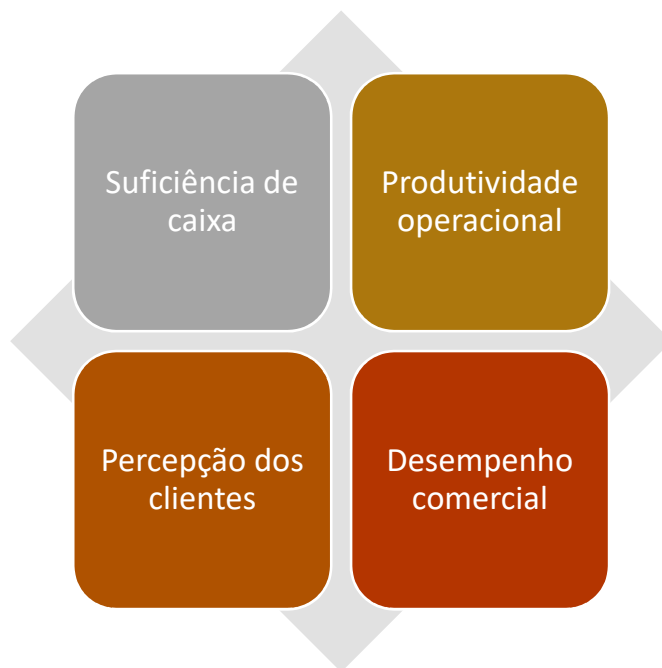 Suficiência de
caixa
Produtividade
operacional
Percepção dos
clientes
Desempenho
comercial